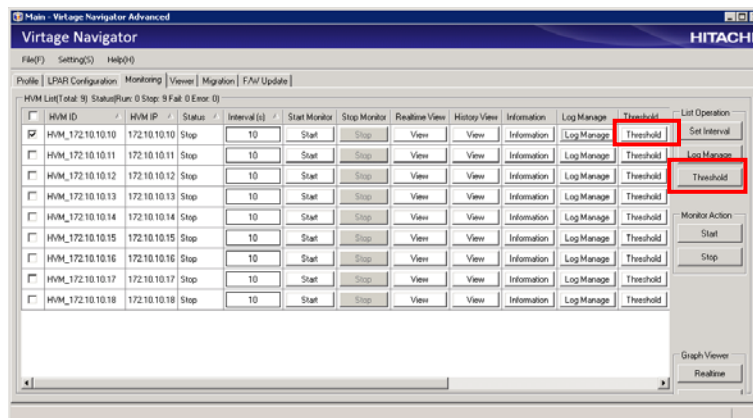 Main - Virtage Navigator Advanced
Virtage Navigator HITACHI
File(F) Setting(S) Help(H)
Profile LPAR Configuration Monitoring Viewer Migration F/W Update
HVM List(Total: 9) Status(Run: 0 Stop: 9 Fail: 0 Error: 0)
HVM ID HVM IP Status Interval (s) Start Monitor Stop Monitor Realtime View History View Information Log Manage Threshold
HVM_172.10.10.10 172.10.10.10 Stop 10 Start Stop View View Information Log Manage Threshold
HVM_172.10.10.11 172.10.10.11 Stop 10 Start Stop View View Information Log Manage Threshold
HVM_172.10.10.12 172.10.10.12 Stop 10 Start Stop View View Information Log Manage Threshold
HVM_172.10.10.13 172.10.10.13 Stop 10 Start Stop View View Information Log Manage Threshold
HVM_172.10.10.14 172.10.10.14 Stop 10 Start Stop View View Information Log Manage Threshold
HVM_172.10.10.15 172.10.10.15 Stop 10 Start Stop View View Information Log Manage Threshold
HVM_172.10.10.16 172.10.10.16 Stop 10 Start Stop View View Information Log Manage Threshold
HVM_172.10.10.17 172.10.10.17 Stop 10 Start Stop View View Information Log Manage Threshold
HVM_172.10.10.18 172.10.10.18 Stop 10 Start Stop View View Information Log Manage Threshold
List Operation
Set Interval
Log Manage
Threshold
Monitor Action
Start
Stop
Graph Viewer
Realtime